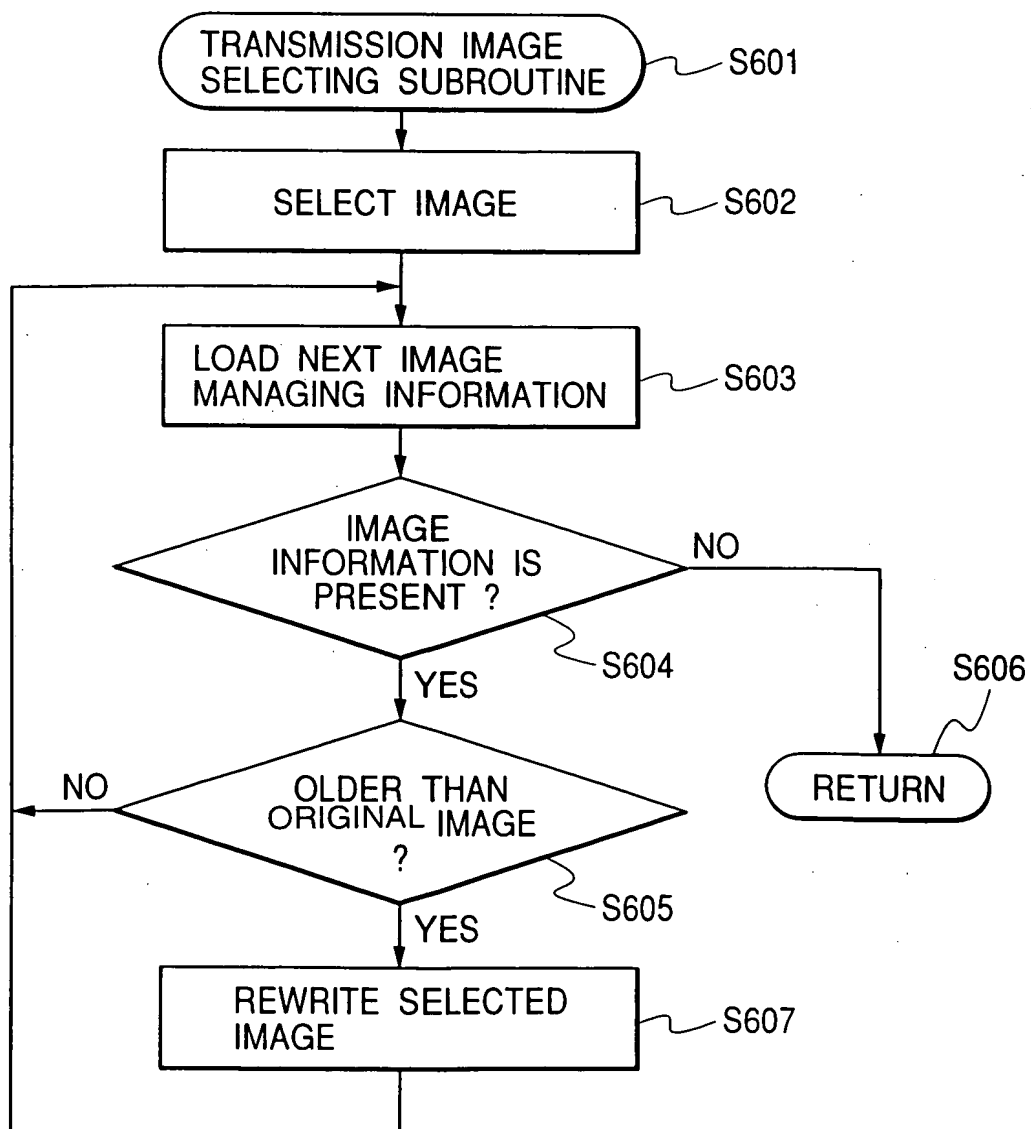 TRANSMISSION IMAGE
SELECTING SUBROUTINE
S601
SELECT IMAGE
S602
LOAD NEXT IMAGE
MANAGING INFORMATION
S603
IMAGE
INFORMATION IS
PRESENT ?
NO
S604
YES
S606
RETURN
NO
OLDER THAN
ORIGINAL IMAGE
?
S605
YES
REWRITE SELECTED
IMAGE
S607